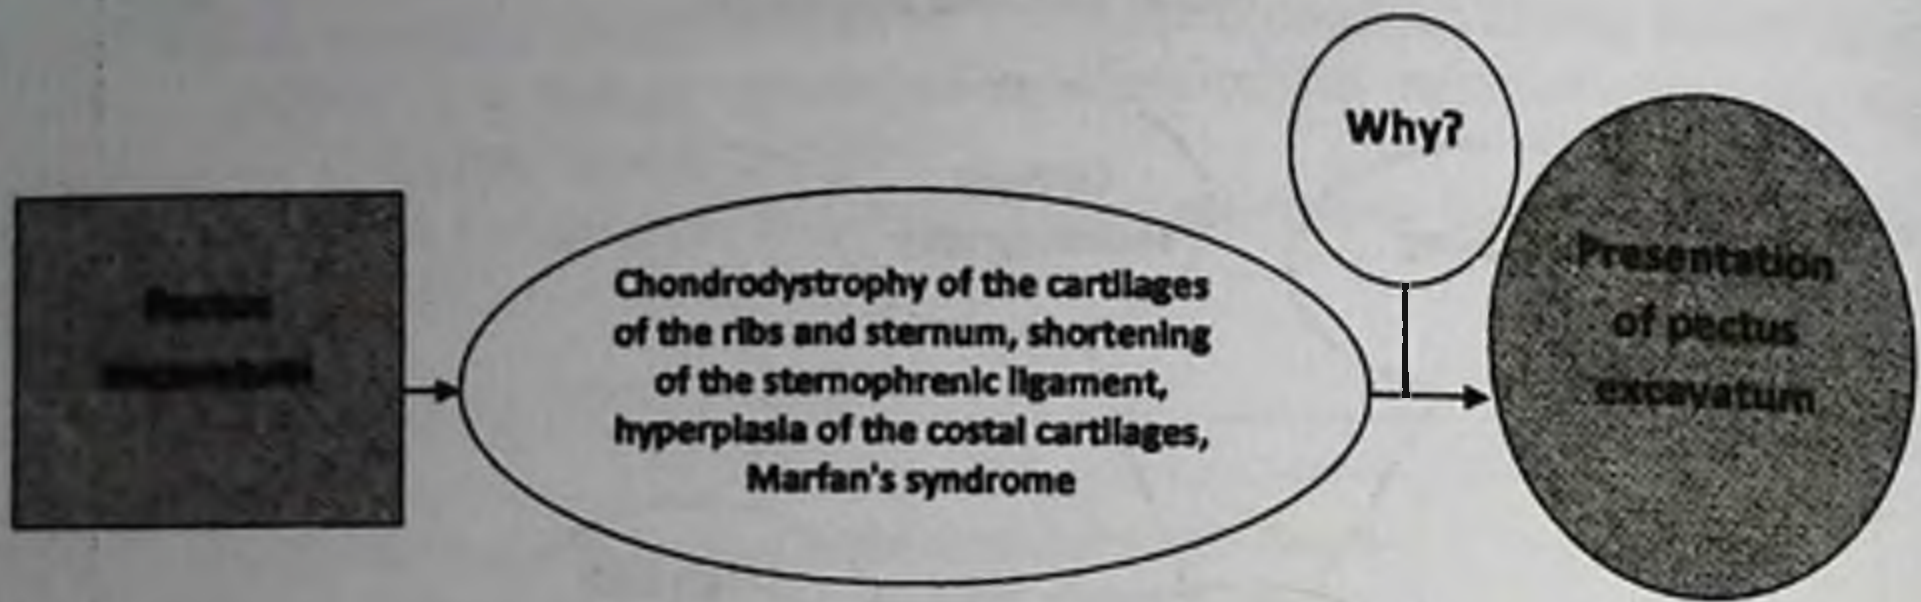 Why?
Chondrodystrophy of the cartilages
of the ribs and sternum, shortening
of the sternophrenic ligament,
hyperplasia of the costal cartilages,
Marfan's syndrome
Presentation
of pectus
excavatum